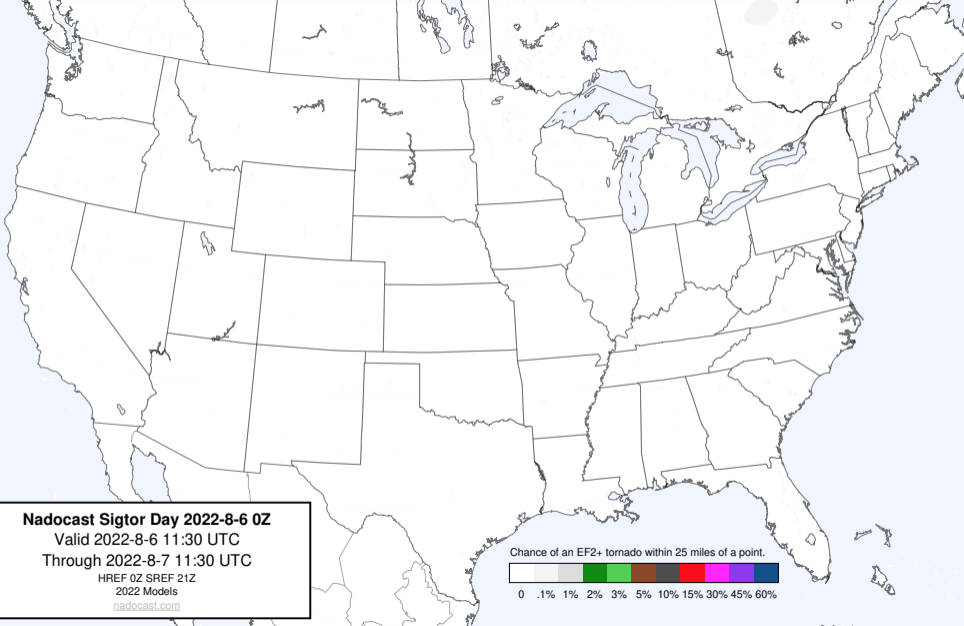 Nadocast Sigtor Day 2022-8-6 0Z
Valid 2022-8-6 11:30 UTC
Through 2022-8-7 11:30 UTC
HREF 0Z SREF 21Z
2022 Models
nadocast.com
Chance of an EF2+ tornado within 25 miles of a point.
0 .1% 1% 2% 3% 5% 10% 15% 30% 45% 60%